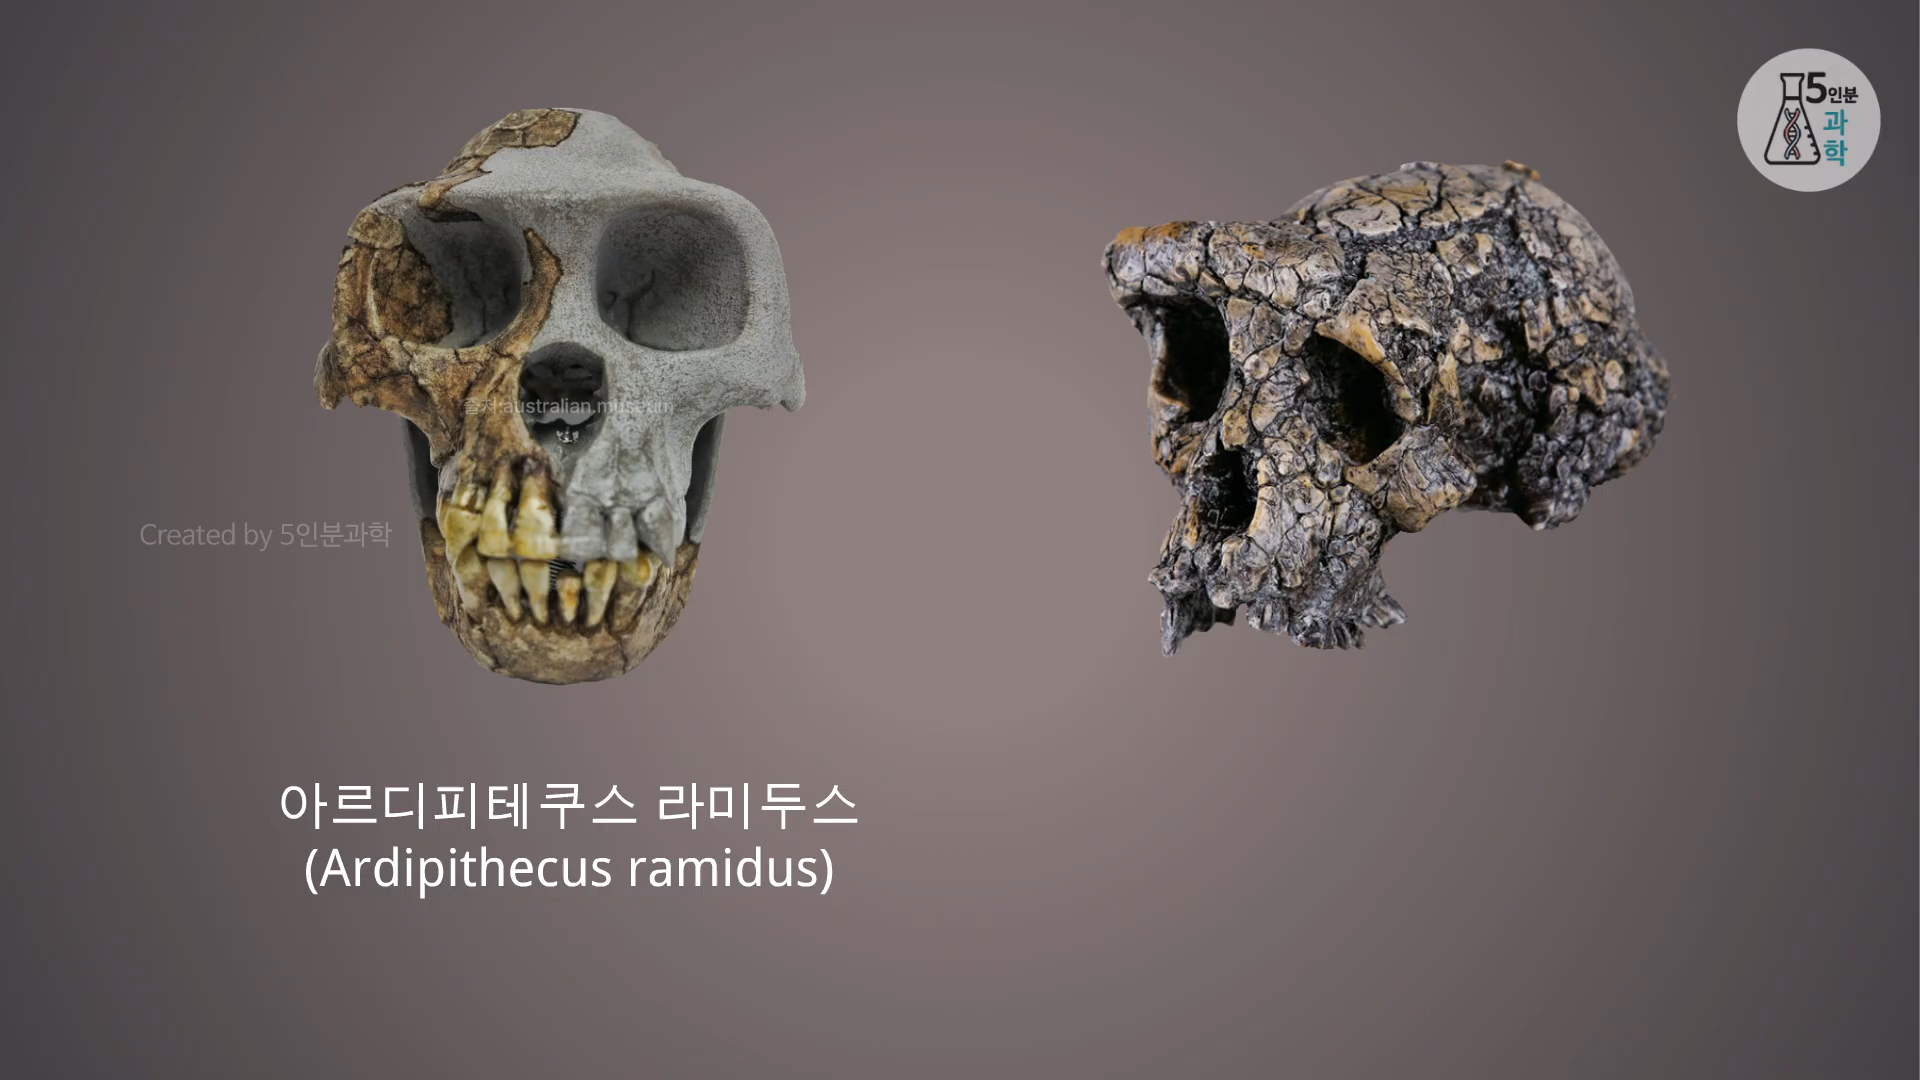 5인분
과
학
출처:australian.museum
Created by 5인분과학
아르디피테쿠스 라미두스
(Ardipithecus ramidus)